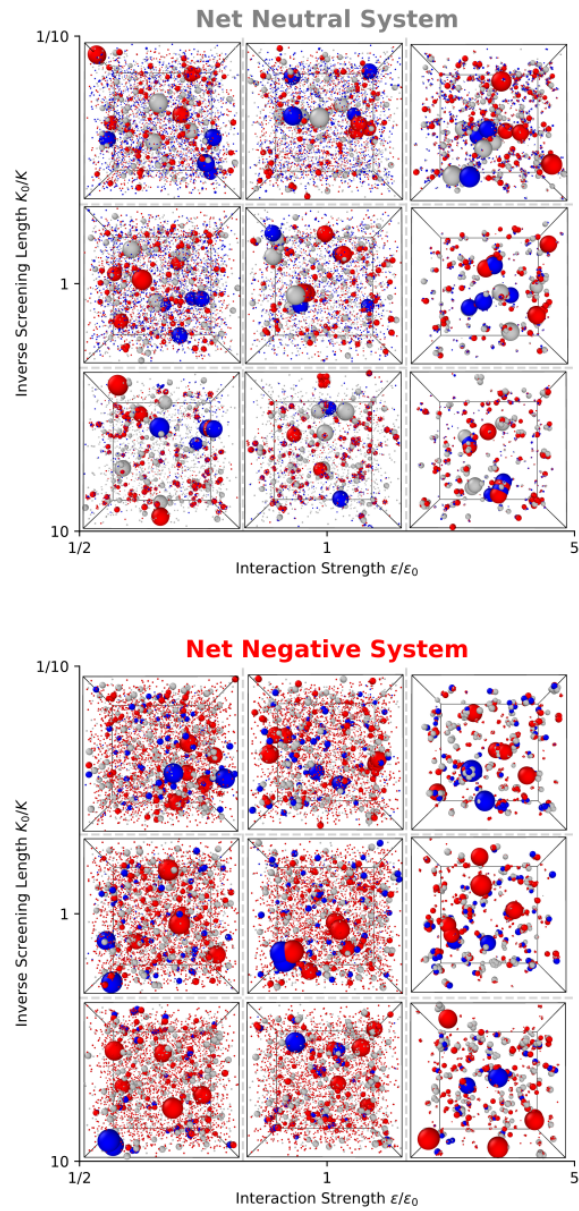 Net Neutral System
1/10
Inverse Screening Length K₀/K
1
10
1/2
1
5
Interaction Strength ε/ε₀
Net Negative System
1/10
Inverse Screening Length K₀/K
1
10
1/2
1
5
Interaction Strength ε/ε₀